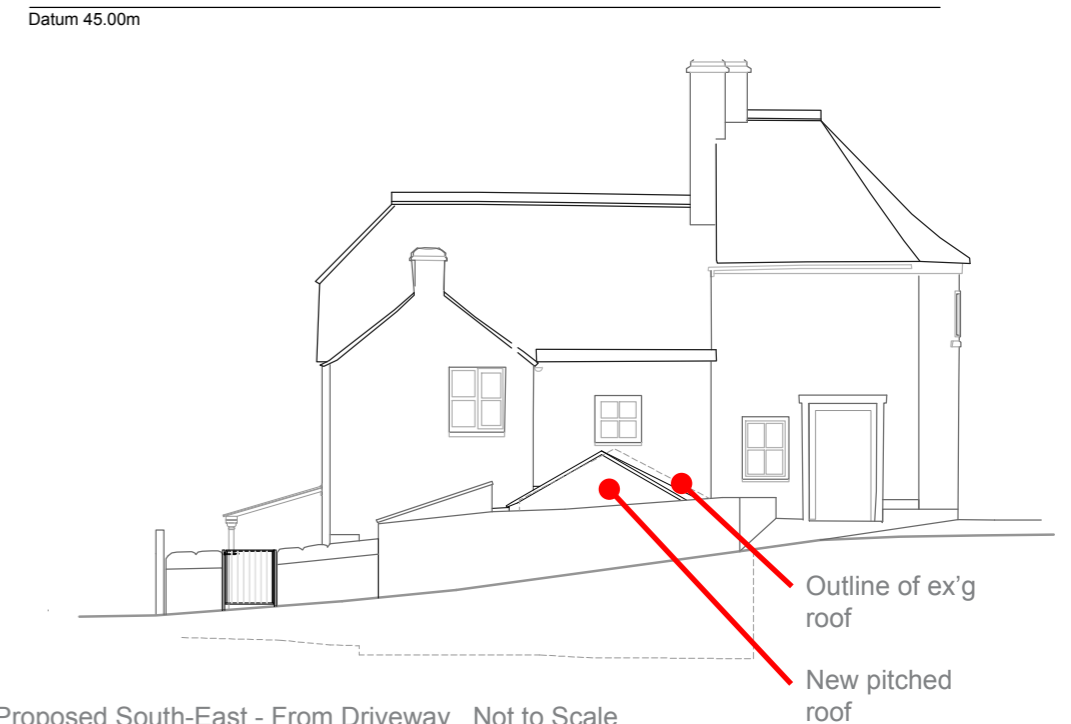 Datum 45.00m
Outline of ex'g
roof
New pitched
roof
Proposed South-East - From Driveway Not to Scale